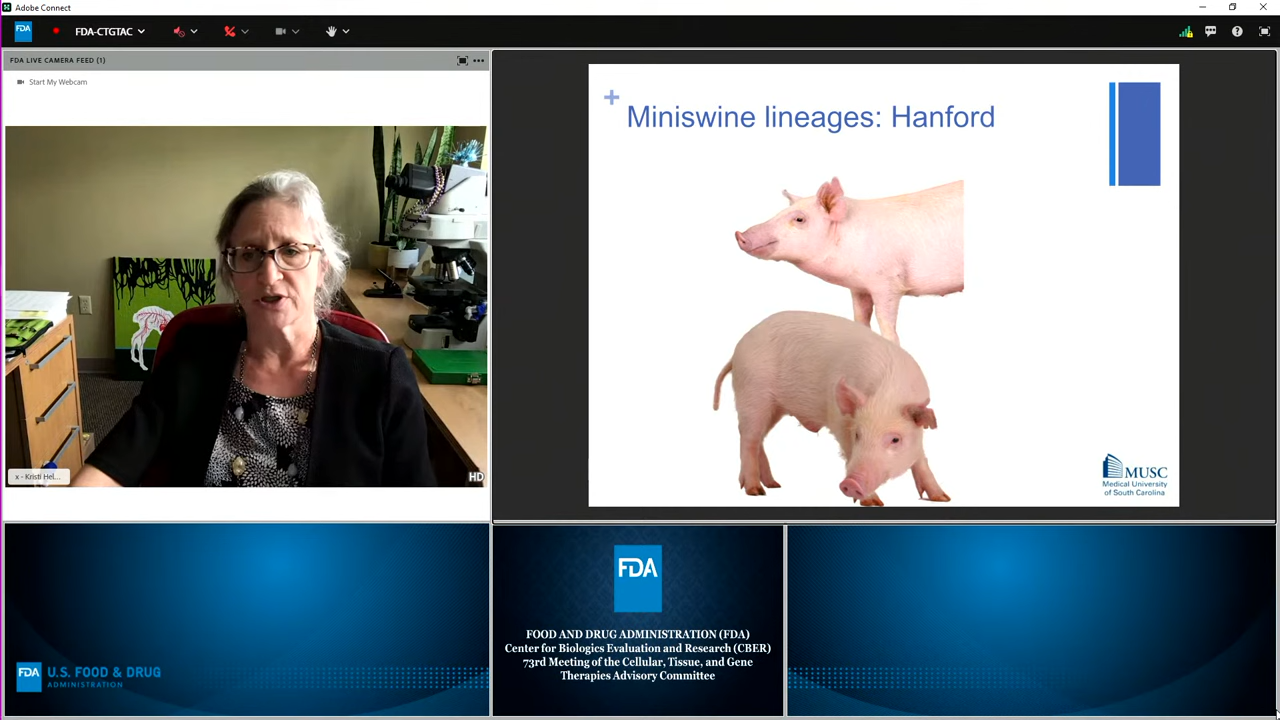 Adobe Connect
FDA
FDA-CTGTAC
FDA LIVE CAMERA FEED (1)
Start My Webcam
x - Kristi Hel...
HD
+
Miniswine lineages: Hanford
MUSC
Medical University
of South Carolina
FDA
U.S. FOOD & DRUG
ADMINISTRATION
FDA
FOOD AND DRUG ADMINISTRATION (FDA)
Center for Biologics Evaluation and Research (CBER)
73rd Meeting of the Cellular, Tissue, and Gene
Therapies Advisory Committee